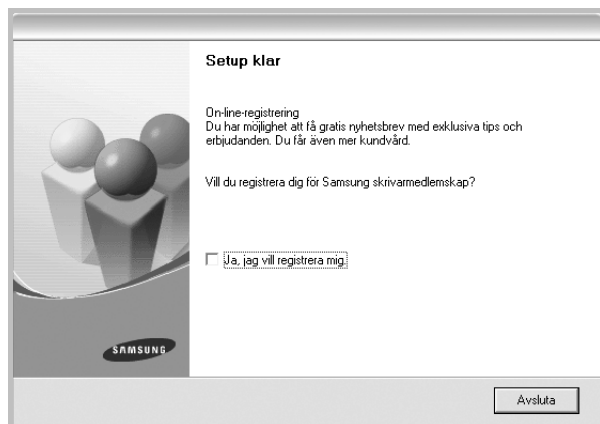 Setup klar
On-line-registrering
Du har möjlighet att få gratis nyhetsbrev med exklusiva tips och
erbjudanden. Du får även mer kundvård.
Vill du registrera dig för Samsung skrivarmedlemskap?
Ja, jag vill registrera mig.
SAMSUNG
Avsluta